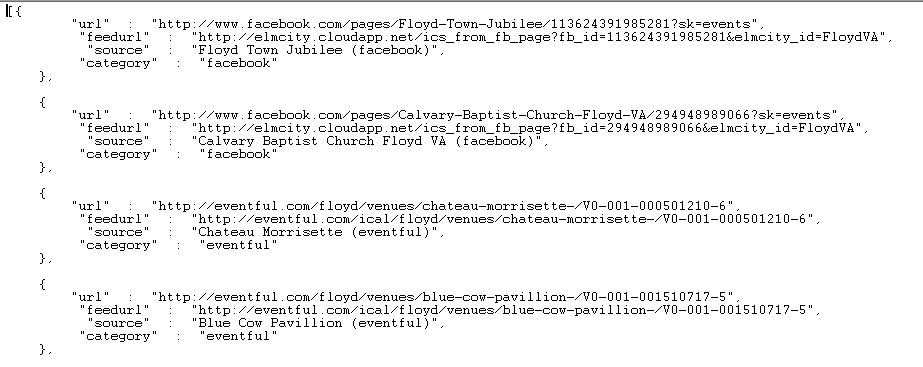 [{
"url" : "http://www.facebook.com/pages/Floyd-Town-Jubilee/113624391985281?sk=events",
"feedurl" : "http://elmcity.cloudapp.net/ics_from_fb_page?fb_id=113624391985281&elmcity_id=FloydVA",
"source" : "Floyd Town Jubilee (facebook)",
"category" : "facebook"
},
{
"url" : "http://www.facebook.com/pages/Calvary-Baptist-Church-Floyd-VA/294948989066?sk=events",
"feedurl" : "http://elmcity.cloudapp.net/ics_from_fb_page?fb_id=294948989066&elmcity_id=FloydVA",
"source" : "Calvary Baptist Church Floyd VA (facebook)",
"category" : "facebook"
},
{
"url" : "http://eventful.com/floyd/venues/chateau-morrisette-/V0-001-000501210-6",
"feedurl" : "http://eventful.com/ical/floyd/venues/chateau-morrisette-/V0-001-000501210-6",
"source" : "Chateau Morrisette (eventful)",
"category" : "eventful"
},
{
"url" : "http://eventful.com/floyd/venues/blue-cow-pavillion-/V0-001-001510717-5",
"feedurl" : "http://eventful.com/ical/floyd/venues/blue-cow-pavillion-/V0-001-001510717-5",
"source" : "Blue Cow Pavillion (eventful)",
"category" : "eventful"
},